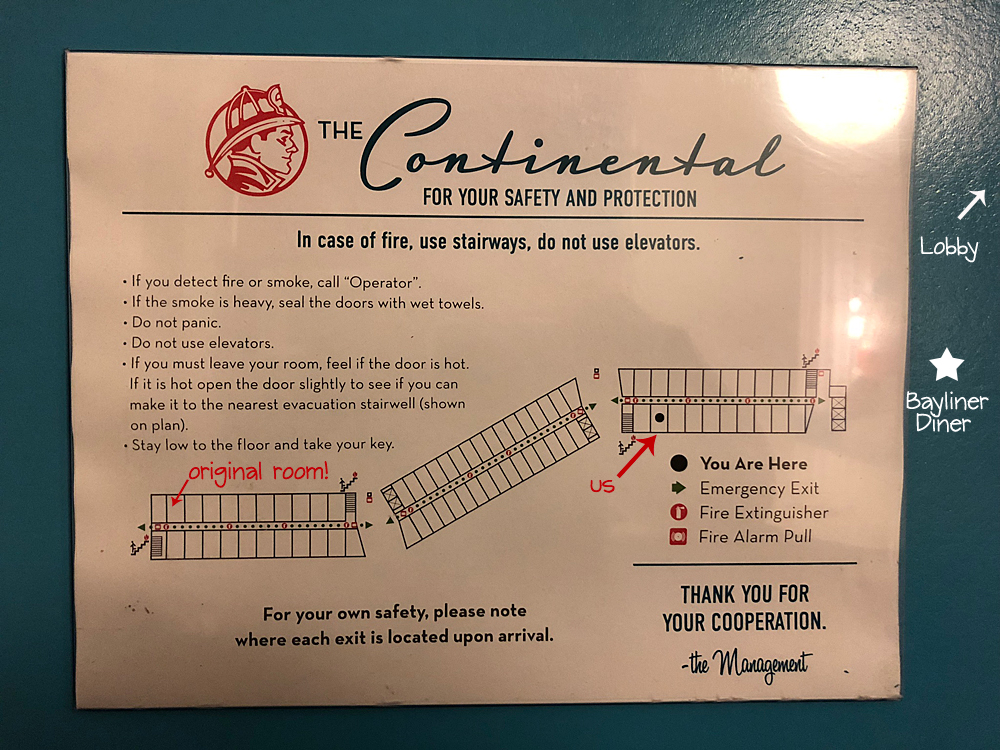 THE Continental
FOR YOUR SAFETY AND PROTECTION
In case of fire, use stairways, do not use elevators.
• If you detect fire or smoke, call “Operator”.
• If the smoke is heavy, seal the doors with wet towels.
• Do not panic.
• Do not use elevators.
• If you must leave your room, feel if the door is hot.
If it is hot open the door slightly to see if you can
make it to the nearest evacuation stairwell (shown
on plan).
• Stay low to the floor and take your key.
original room!
us
Lobby
Bayliner
Diner
You Are Here
Emergency Exit
Fire Extinguisher
Fire Alarm Pull
For your own safety, please note
where each exit is located upon arrival.
THANK YOU FOR
YOUR COOPERATION.
-the Management